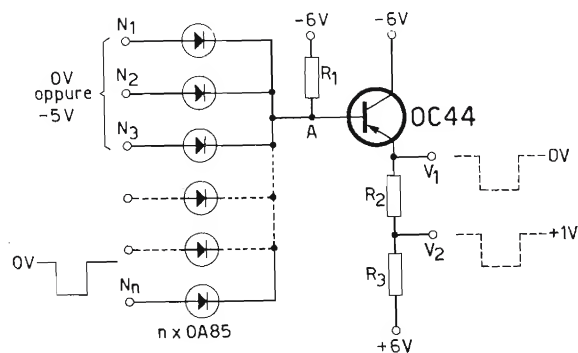 N1
N2
N3
0V
oppure
-5V
0V
Nn
n x OA85
-6V
R1
A
-6V
OC44
V1
0V
R2
V2
+1V
R3
+6V